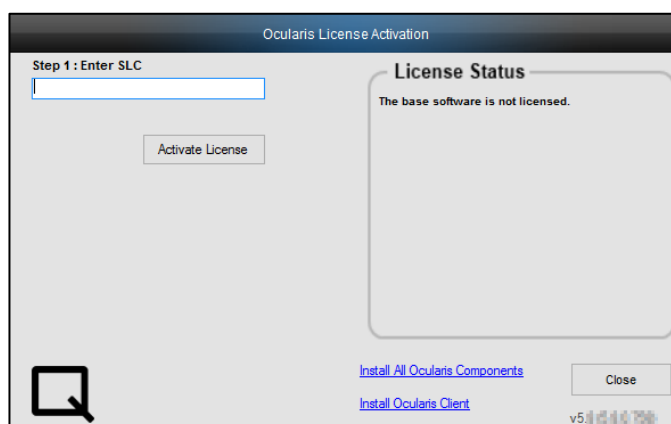 Ocularis License Activation
Step 1 : Enter SLC
Activate License
License Status
The base software is not licensed.
Install All Ocularis Components
Install Ocularis Client
Close